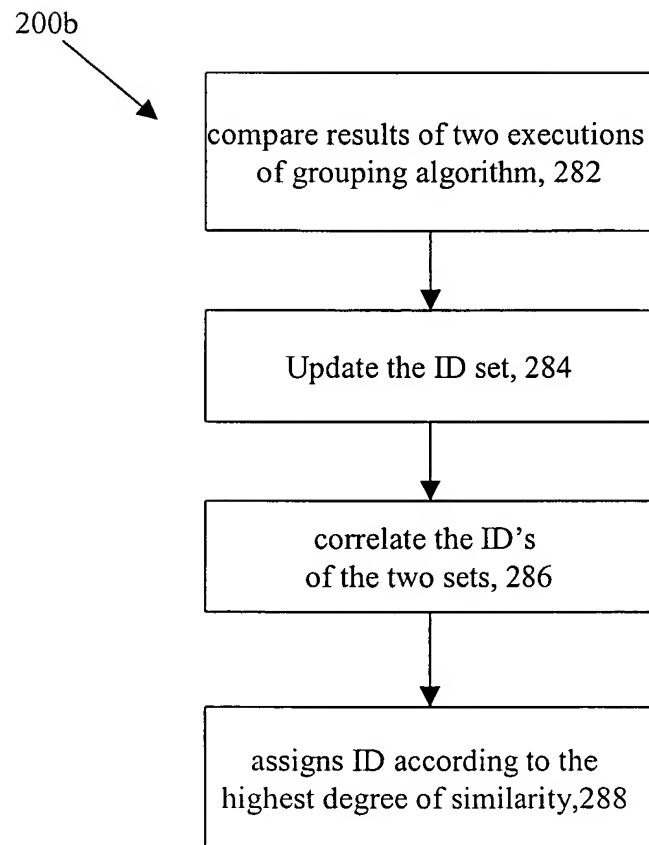 200b
compare results of two executions
of grouping algorithm, 282
Update the ID set, 284
correlate the ID's
of the two sets, 286
assigns ID according to the
highest degree of similarity,288